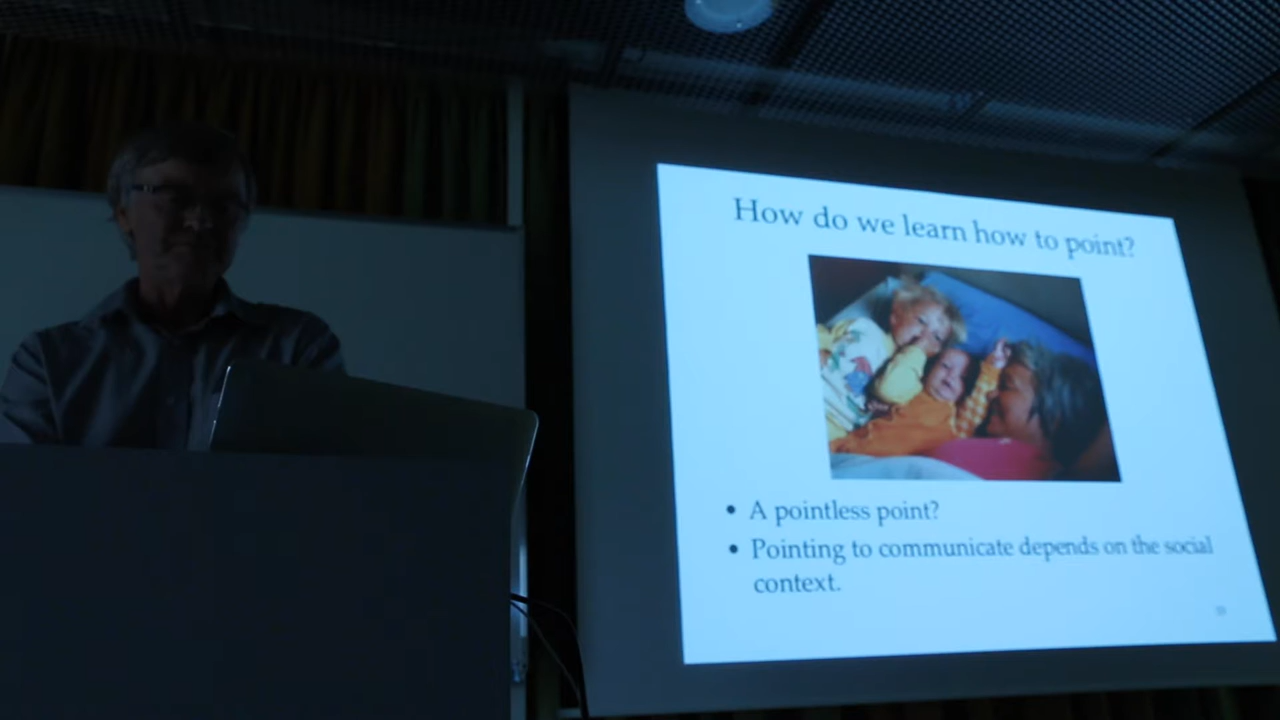 How do we learn how to point?
• A pointless point?
• Pointing to communicate depends on the social
context.